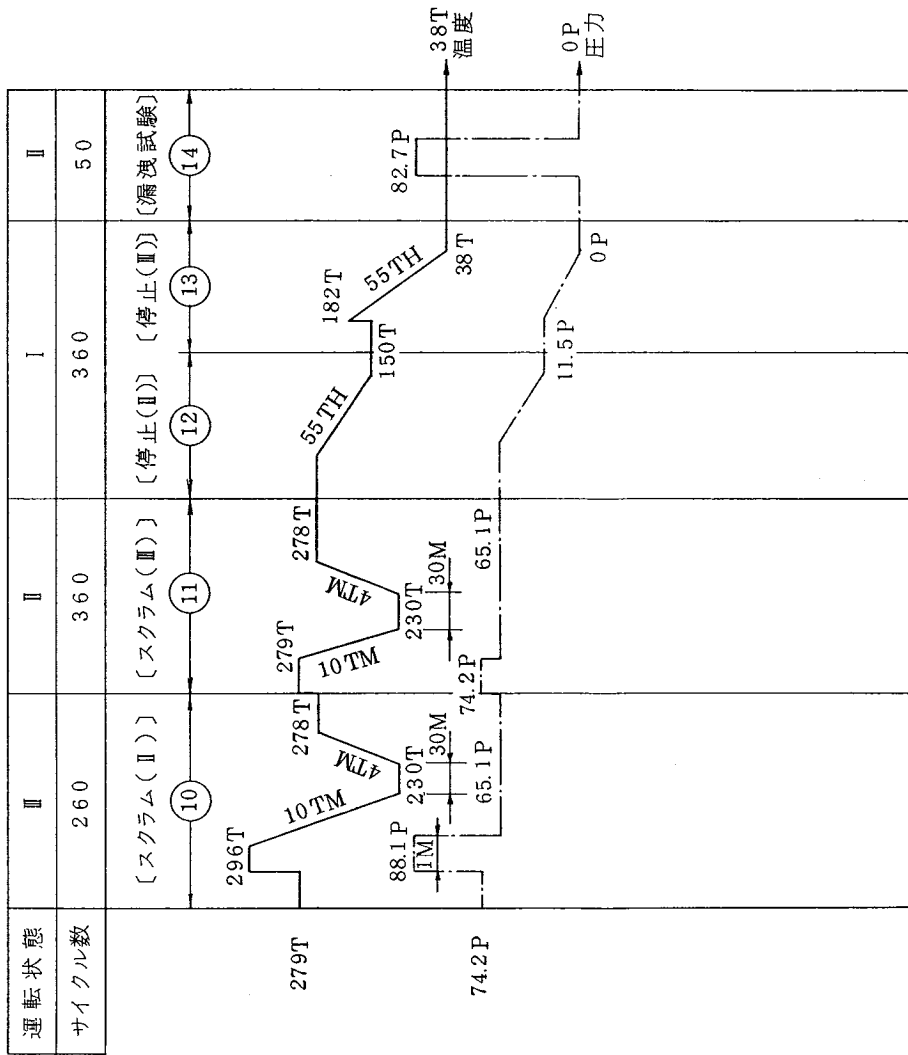 運転状態 Ⅲ Ⅱ Ⅰ Ⅱ
サイクル数 260 360 360 50
〔スクラム(Ⅱ)〕 〔スクラム(Ⅲ)〕 〔停止(Ⅱ)〕 〔停止(Ⅲ)〕 〔漏洩試験〕
10 11 12 13 14
279T
296T
10TM
230T
30M
4TM
278T
279T
10TM
230T
30M
4TM
278T
55TH
150T
182T
55TH
38T
38T
温度
74.2P
88.1P
1M
65.1P
74.2P
65.1P
11.5P
0P
82.7P
0P
圧力